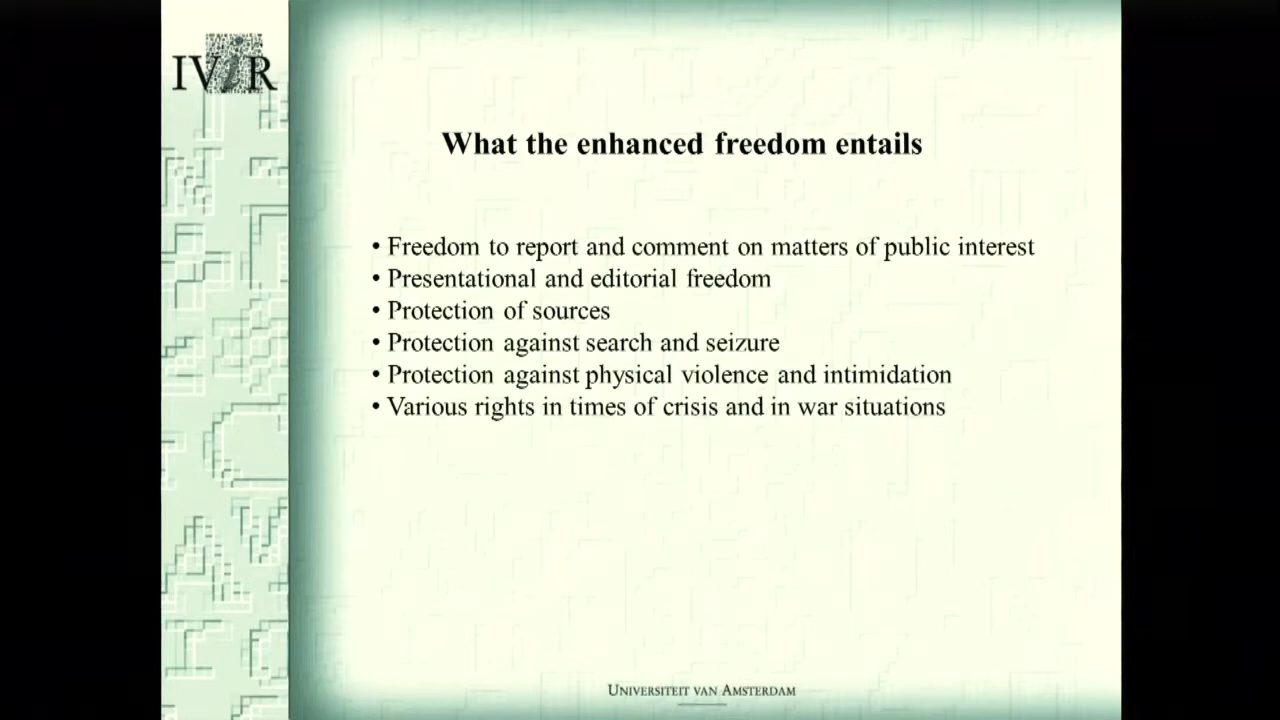 IViR
What the enhanced freedom entails
• Freedom to report and comment on matters of public interest
• Presentational and editorial freedom
• Protection of sources
• Protection against search and seizure
• Protection against physical violence and intimidation
• Various rights in times of crisis and in war situations
UNIVERSITEIT VAN AMSTERDAM